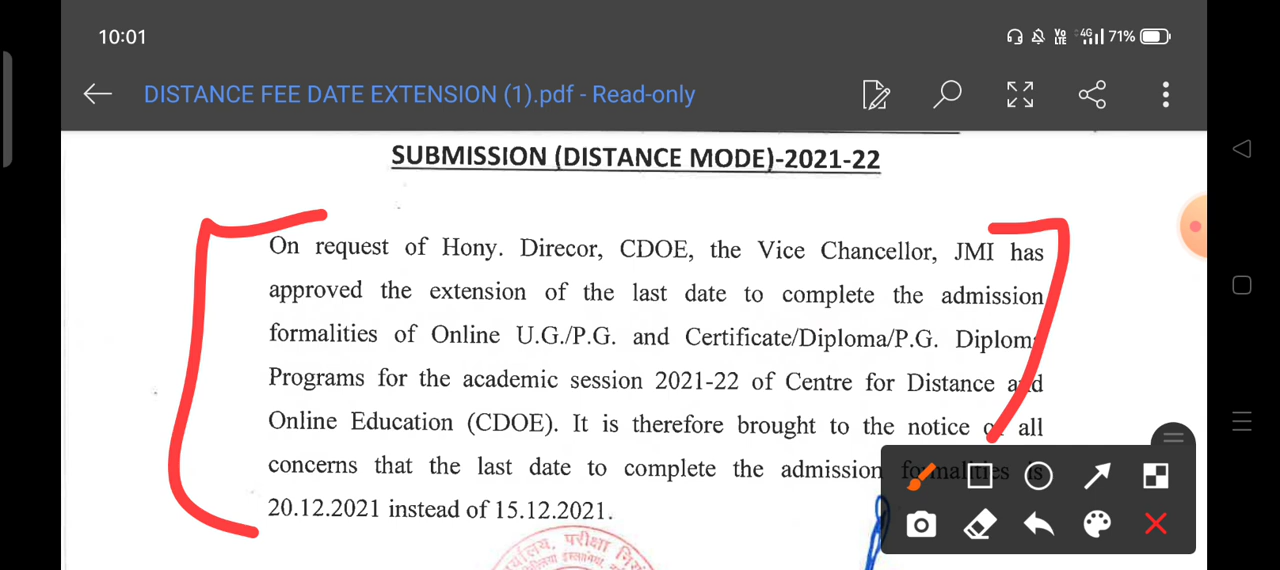 10:01
Vo LTE 4G 71%
DISTANCE FEE DATE EXTENSION (1).pdf - Read-only
SUBMISSION (DISTANCE MODE)-2021-22
On request of Hony. Direcor, CDOE, the Vice Chancellor, JMI has
approved the extension of the last date to complete the admission
formalities of Online U.G./P.G. and Certificate/Diploma/P.G. Diploma
Programs for the academic session 2021-22 of Centre for Distance and
Online Education (CDOE). It is therefore brought to the notice of all
concerns that the last date to complete the admission formalities is
20.12.2021 instead of 15.12.2021.
परीक्षा